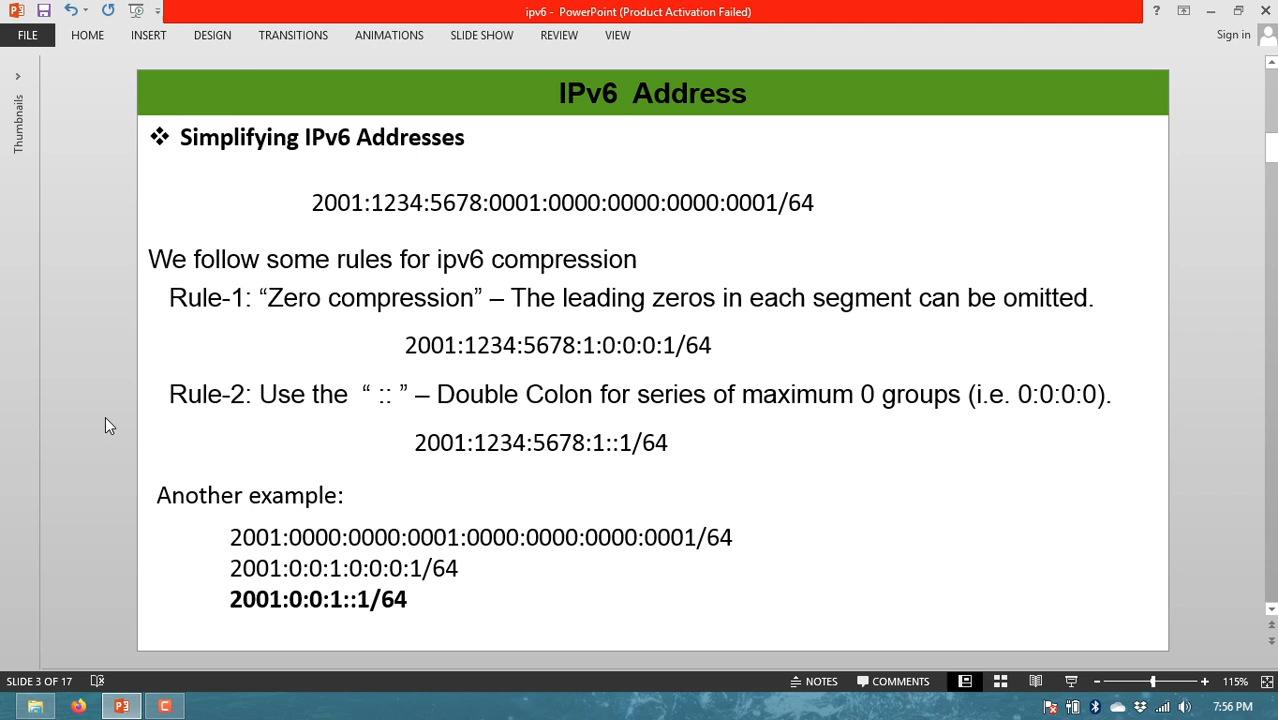 ipv6 - PowerPoint (Product Activation Failed)
FILE HOME INSERT DESIGN TRANSITIONS ANIMATIONS SLIDE SHOW REVIEW VIEW Sign in
Thumbnails
IPv6 Address
❖ Simplifying IPv6 Addresses
2001:1234:5678:0001:0000:0000:0000:0001/64
We follow some rules for ipv6 compression
Rule-1: “Zero compression” – The leading zeros in each segment can be omitted.
2001:1234:5678:1:0:0:0:1/64
Rule-2: Use the “ :: ” – Double Colon for series of maximum 0 groups (i.e. 0:0:0:0).
2001:1234:5678:1::1/64
Another example:
2001:0000:0000:0001:0000:0000:0000:0001/64
2001:0:0:1:0:0:0:1/64
2001:0:0:1::1/64
SLIDE 3 OF 17 NOTES COMMENTS 115%
7:56 PM